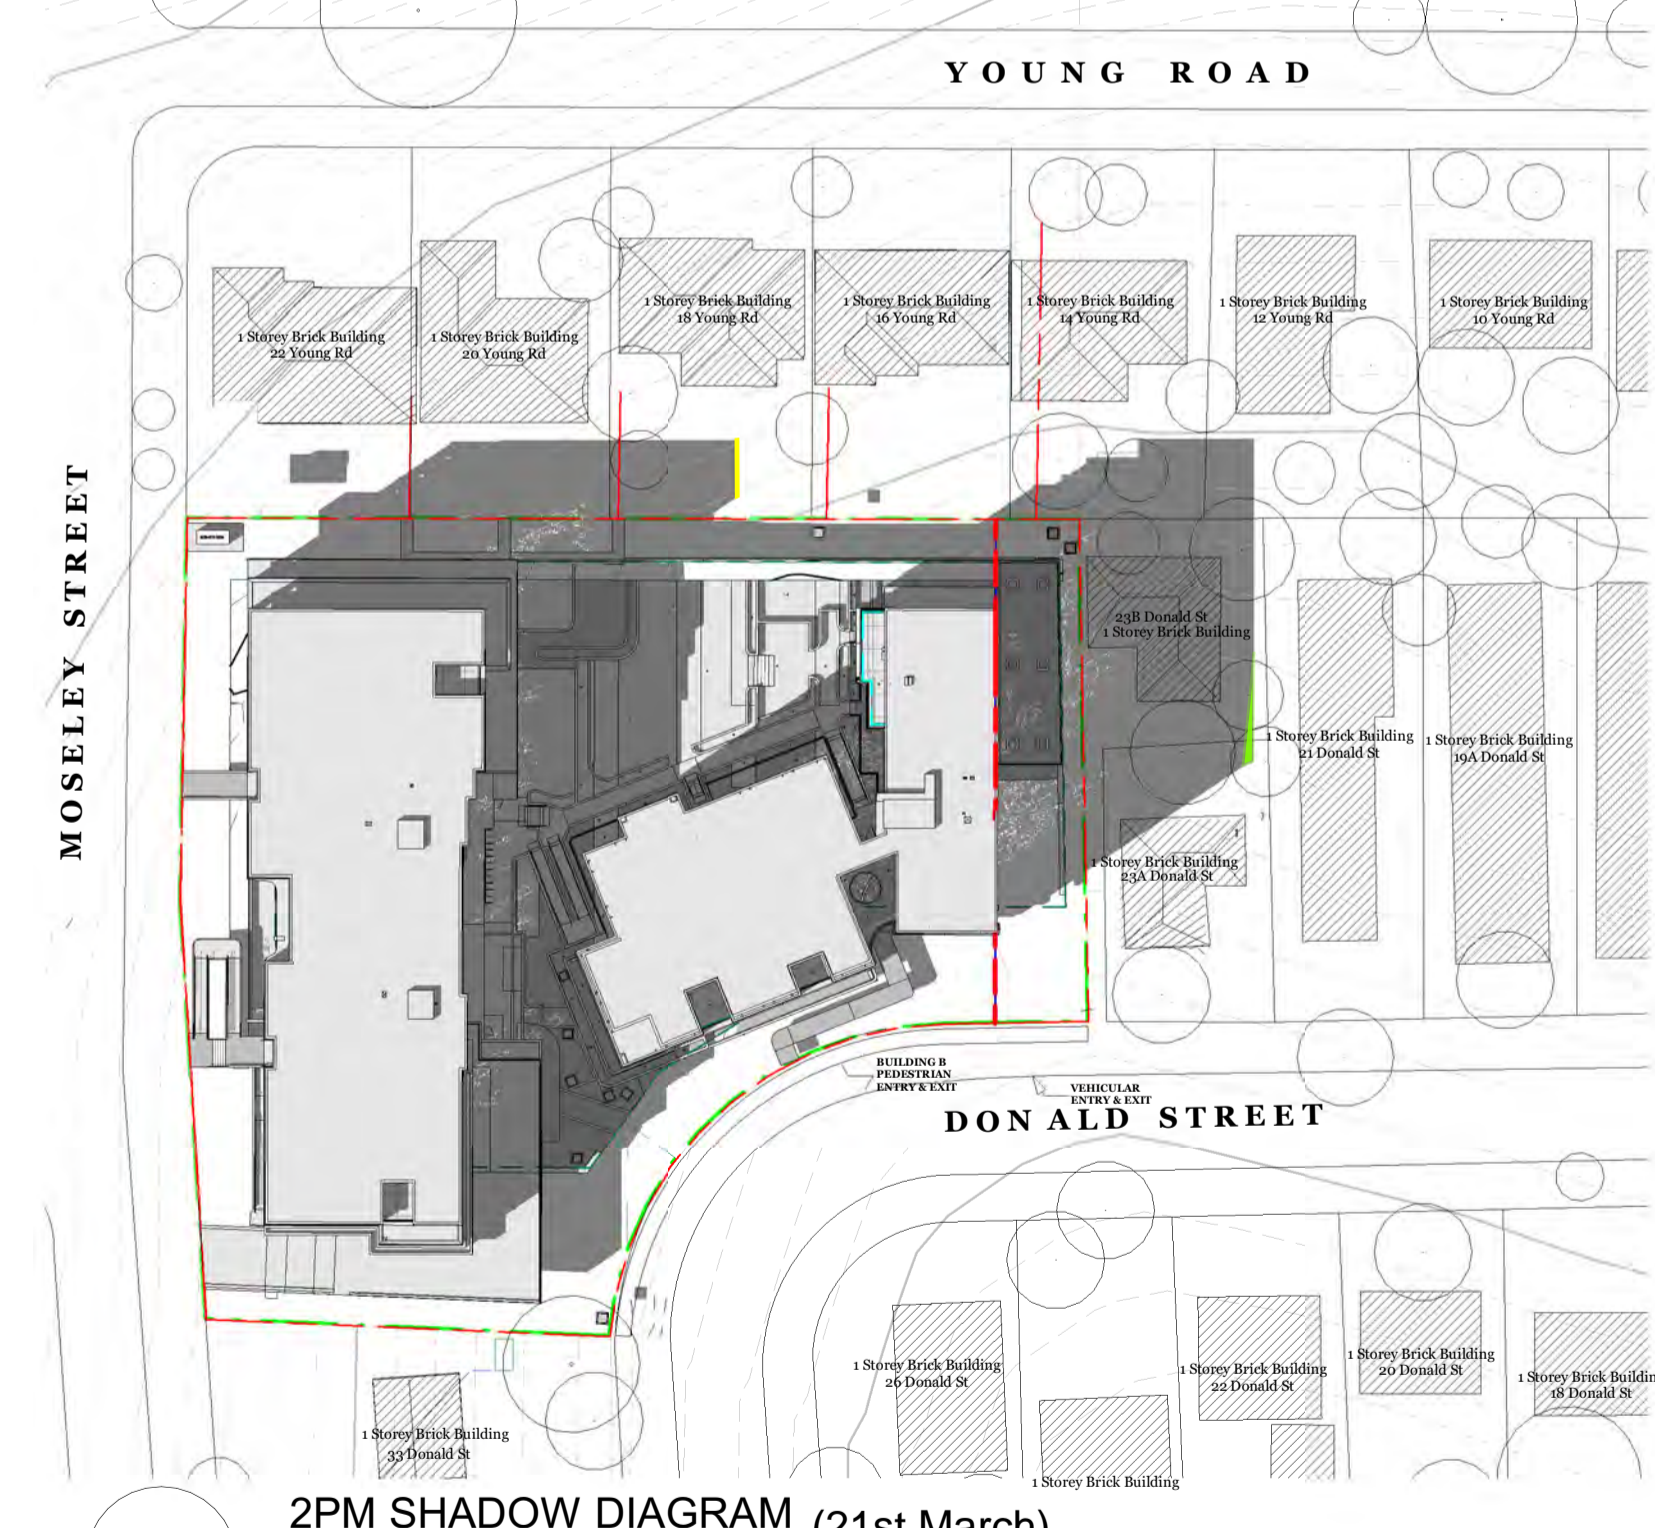 YOUNG ROAD
1 Storey Brick Building
22 Young Rd
1 Storey Brick Building
20 Young Rd
1 Storey Brick Building
18 Young Rd
1 Storey Brick Building
16 Young Rd
1 Storey Brick Building
14 Young Rd
1 Storey Brick Building
12 Young Rd
1 Storey Brick Building
10 Young Rd
MOSELEY STREET
23B Donald St
1 Storey Brick Building
1 Storey Brick Building
21 Donald St
1 Storey Brick Building
19A Donald St
1 Storey Brick Building
23A Donald St
BUILDING B
PEDESTRIAN
ENTRY & EXIT
VEHICULAR
ENTRY & EXIT
DONALD STREET
1 Storey Brick Building
26 Donald St
1 Storey Brick Building
22 Donald St
1 Storey Brick Building
20 Donald St
1 Storey Brick Buildin
18 Donald St
1 Storey Brick Building
33 Donald St
1 Storey Brick Building
2PM SHADOW DIAGRAM (21st March)